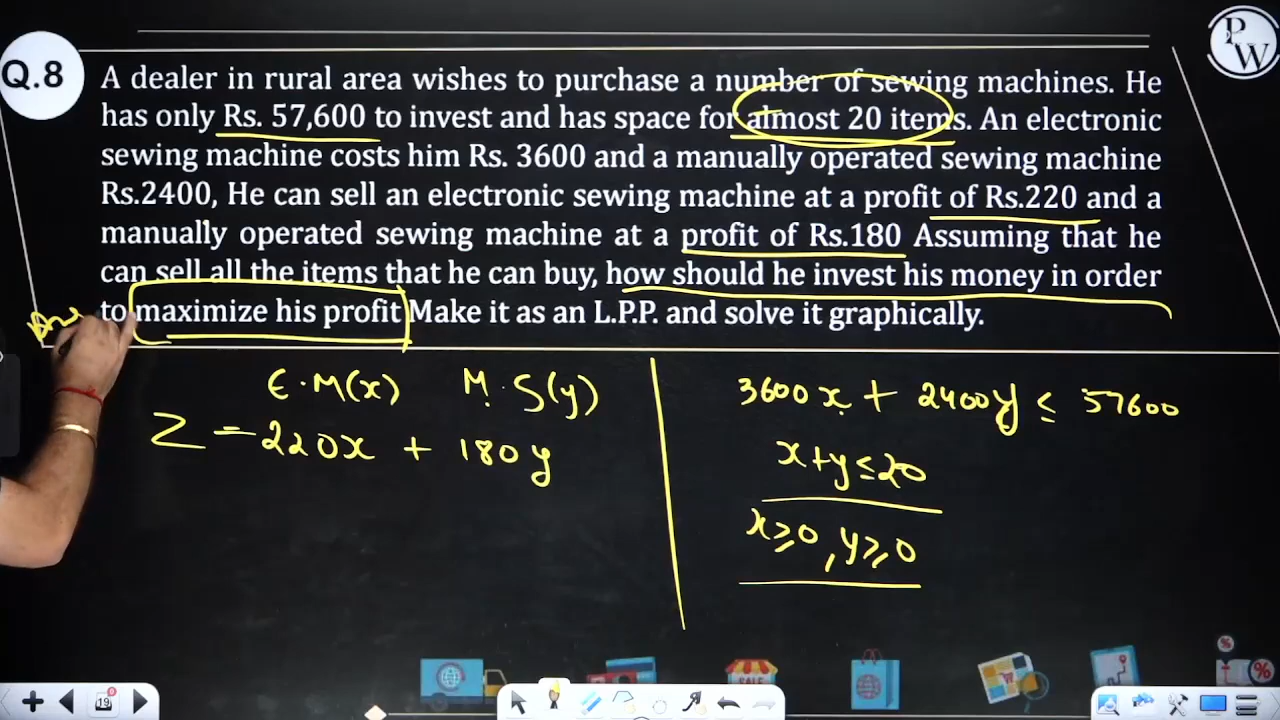 P
W
Q.8
A dealer in rural area wishes to purchase a number of sewing machines. He
has only Rs. 57,600 to invest and has space for almost 20 items. An electronic
sewing machine costs him Rs. 3600 and a manually operated sewing machine
Rs.2400, He can sell an electronic sewing machine at a profit of Rs.220 and a
manually operated sewing machine at a profit of Rs.180 Assuming that he
can sell all the items that he can buy, how should he invest his money in order
to maximize his profit Make it as an L.P.P. and solve it graphically.
E.M(x) M.S(y)
Z = 220x + 180y
3600x + 2400y ≤ 57600
x+y≤20
x≥0, y≥0
SALE
%
%
19